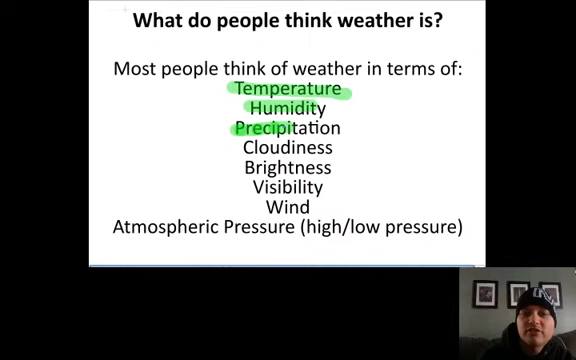 What do people think weather is?
Most people think of weather in terms of:
Temperature
Humidity
Precipitation
Cloudiness
Brightness
Visibility
Wind
Atmospheric Pressure (high/low pressure)